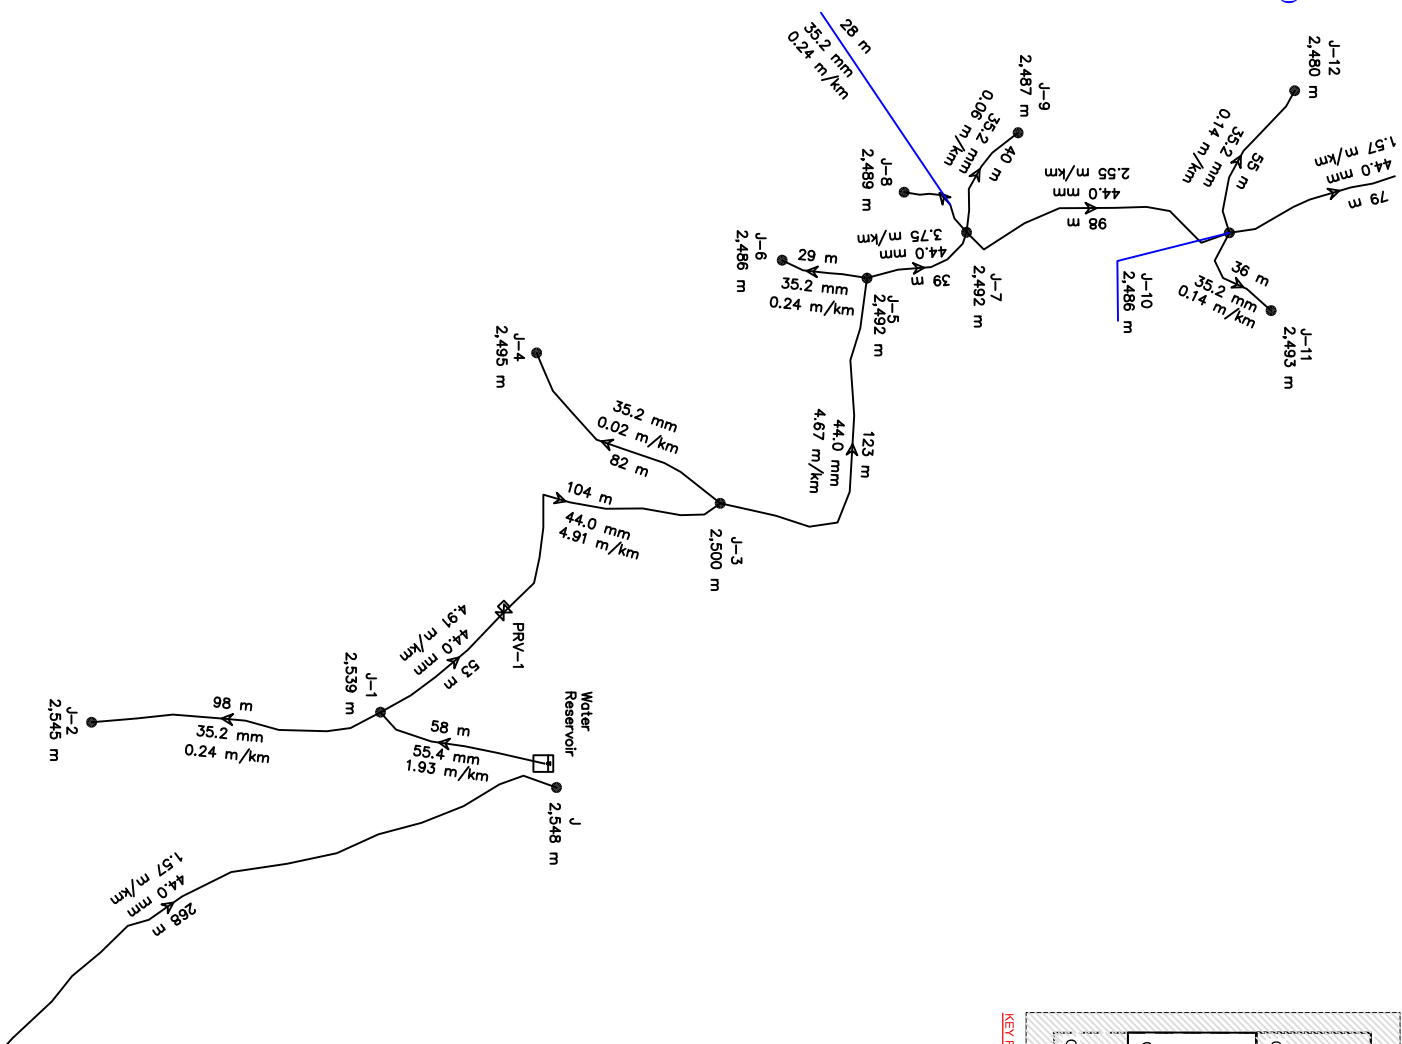 28 m
35.2 mm
0.24 m/km
J-9
2,487 m
40 m
35.2 mm
0.06 m/km
J-8
2,489 m
J-12
2,480 m
55 m
35.2 mm
0.14 m/km
1.57 m/km
44.0 mm
79 m
2.55 m/km
44.0 mm
98 m
J-10
2,486 m
36 m
35.2 mm
0.14 m/km
J-11
2,493 m
J-7
2,492 m
3.75 m/km
44.0 mm
39 m
J-6
2,486 m
29 m
35.2 mm
0.24 m/km
J-5
2,492 m
J-4
2,495 m
35.2 mm
0.02 m/km
82 m
123 m
44.0 mm
4.67 m/km
104 m
44.0 mm
4.91 m/km
J-3
2,500 m
PRV-1
4.91 m/km
44.0 mm
53 m
J-1
2,539 m
Water
Reservoir
58 m
55.4 mm
1.93 m/km
98 m
35.2 mm
0.24 m/km
J-2
2,545 m
J
2,548 m
1.57 m/km
44.0 mm
268 m
KEY